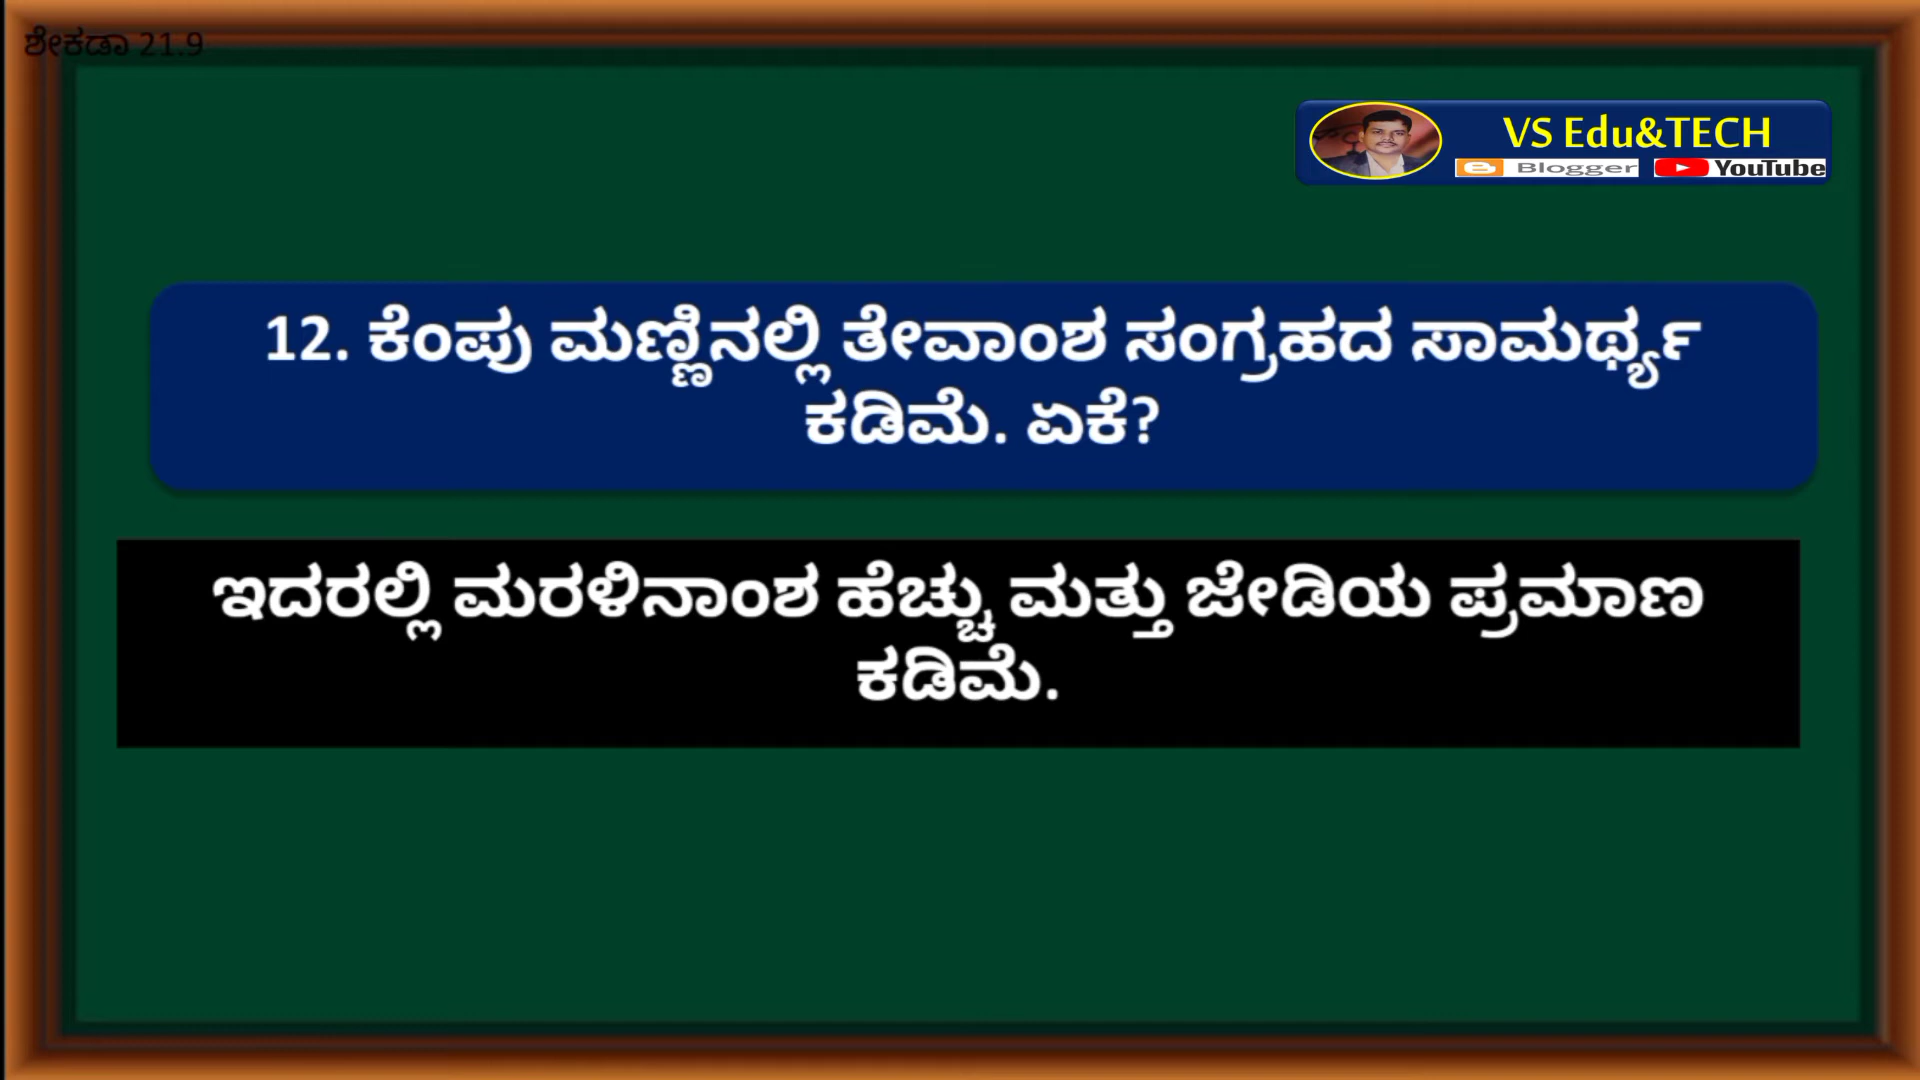 ಶೇಕಡಾ 21.9
VS Edu&TECH
Blogger YouTube
12. ಕೆಂಪು ಮಣ್ಣಿನಲ್ಲಿ ತೇವಾಂಶ ಸಂಗ್ರಹದ ಸಾಮರ್ಥ್ಯ
ಕಡಿಮೆ. ಏಕೆ?
ಇದರಲ್ಲಿ ಮರಳಿನಾಂಶ ಹೆಚ್ಚು ಮತ್ತು ಜೇಡಿಯ ಪ್ರಮಾಣ
ಕಡಿಮೆ.